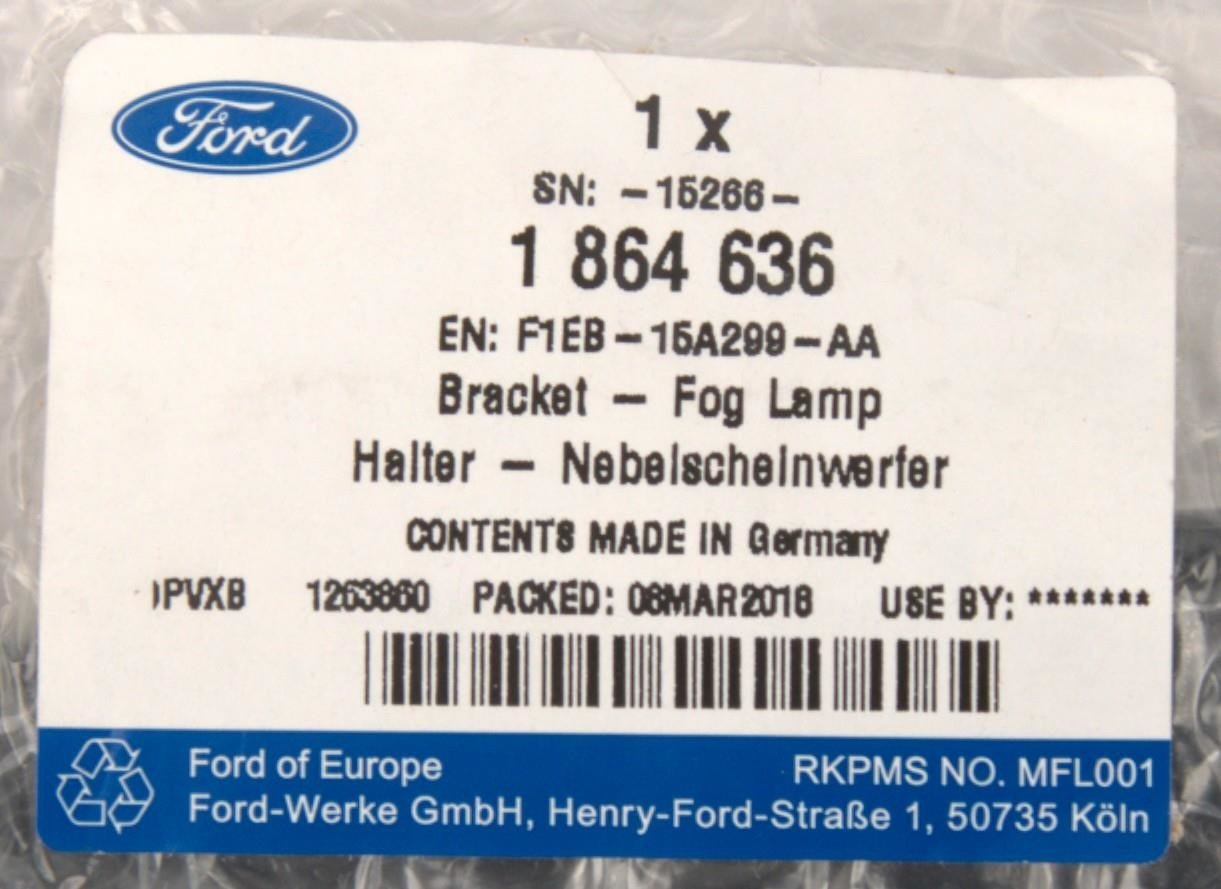 Ford
1 x
SN: -15266-
1 864 636
EN: F1EB-15A299-AA
Bracket - Fog Lamp
Halter - Nebelscheinwerfer
CONTENTS MADE IN Germany
PVXB 1263860 PACKED: 08MAR2016 USE BY: *******
Ford of Europe RKPMS NO. MFL001
Ford-Werke GmbH, Henry-Ford-Straße 1, 50735 Köln